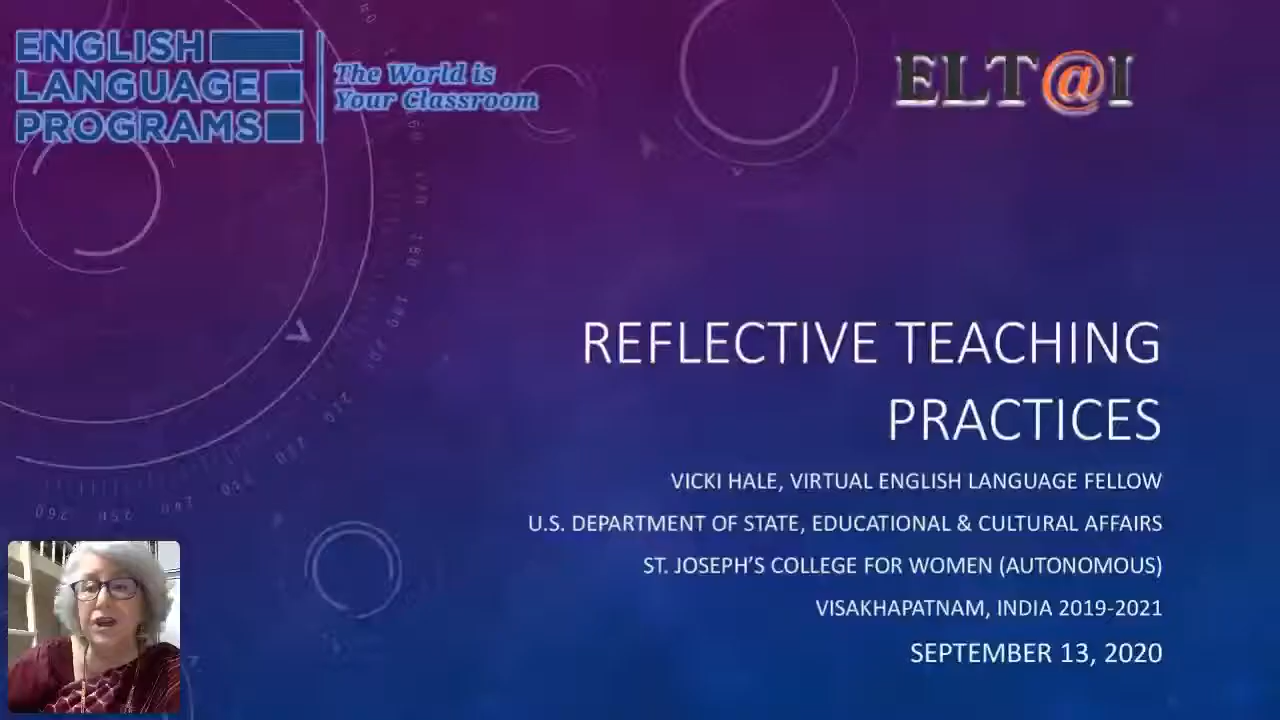 ENGLISH
LANGUAGE
PROGRAMS
The World is
Your Classroom
ELT@I
REFLECTIVE TEACHING
PRACTICES
VICKI HALE, VIRTUAL ENGLISH LANGUAGE FELLOW
U.S. DEPARTMENT OF STATE, EDUCATIONAL & CULTURAL AFFAIRS
ST. JOSEPH'S COLLEGE FOR WOMEN (AUTONOMOUS)
VISAKHAPATNAM, INDIA 2019-2021
SEPTEMBER 13, 2020